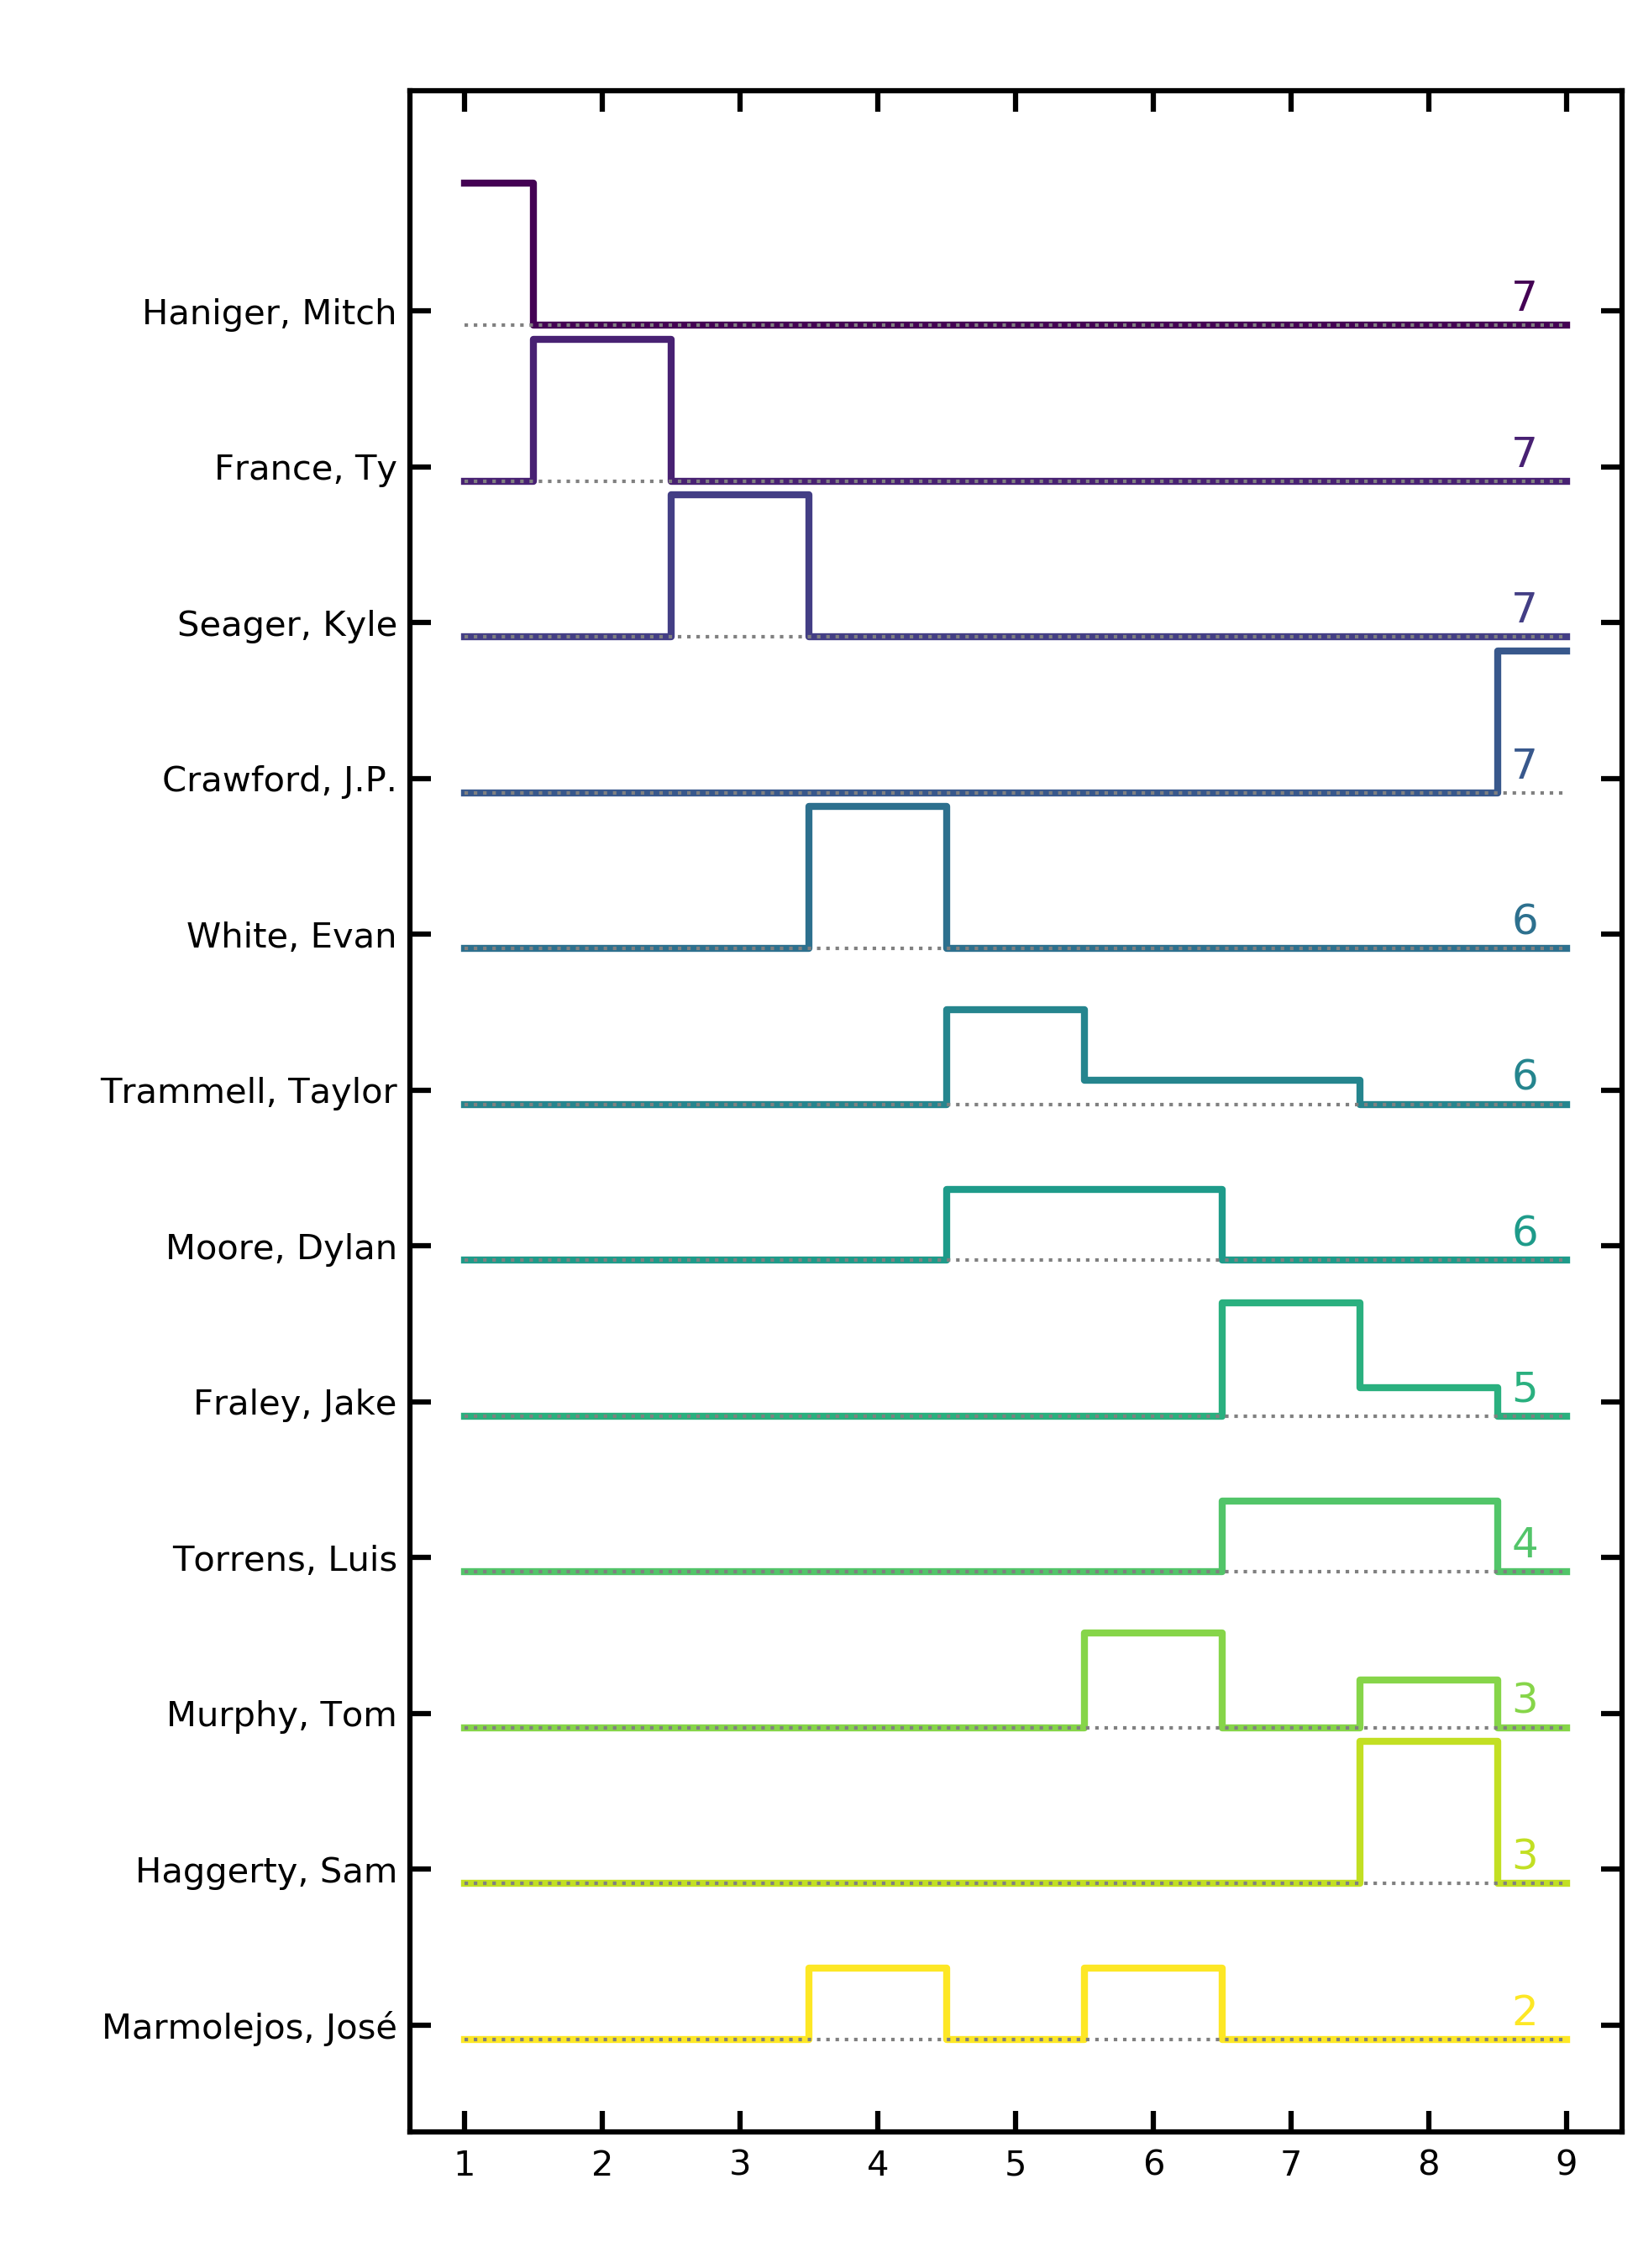 Haniger, Mitch 7
France, Ty 7
Seager, Kyle 7
Crawford, J.P. 7
White, Evan 6
Trammell, Taylor 6
Moore, Dylan 6
Fraley, Jake 5
Torrens, Luis 4
Murphy, Tom 3
Haggerty, Sam 3
Marmolejos, José 2
1 2 3 4 5 6 7 8 9